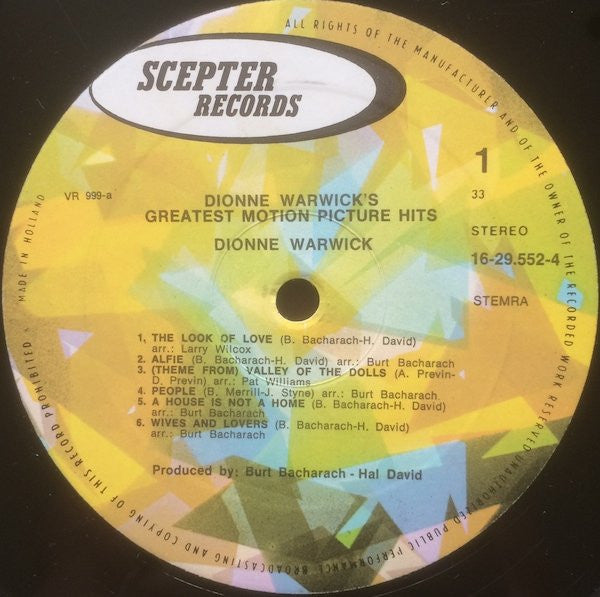 ALL RIGHTS OF THE MANUFACTURER AND OF THE OWNER OF THE RECORDED WORK RESERVED UNAUTHORIZED PUBLIC PERFORMANCE BROADCASTING AND COPYING OF THIS RECORD PROHIBITED • MADE IN HOLLAND
SCEPTER
RECORDS
1
VR 999-a
33
DIONNE WARWICK'S
GREATEST MOTION PICTURE HITS
STEREO
DIONNE WARWICK
16-29.552-4
STEMRA
1, THE LOOK OF LOVE (B. Bacharach-H. David)
arr.: Larry Wilcox
2. ALFIE (B. Bacharach-H. David) arr.: Burt Bacharach
3. (THEME FROM) VALLEY OF THE DOLLS (A. Previn-
D. Previn) arr.: Pat Williams
4. PEOPLE (B. Merrill-J. Styne) arr.: Burt Bacharach
5. A HOUSE IS NOT A HOME (B. Bacharach-H. David)
arr.: Burt Bacharach
6. WIVES AND LOVERS (B. Bacharach-H. David)
arr.: Burt Bacharach
Produced by: Burt Bacharach - Hal David